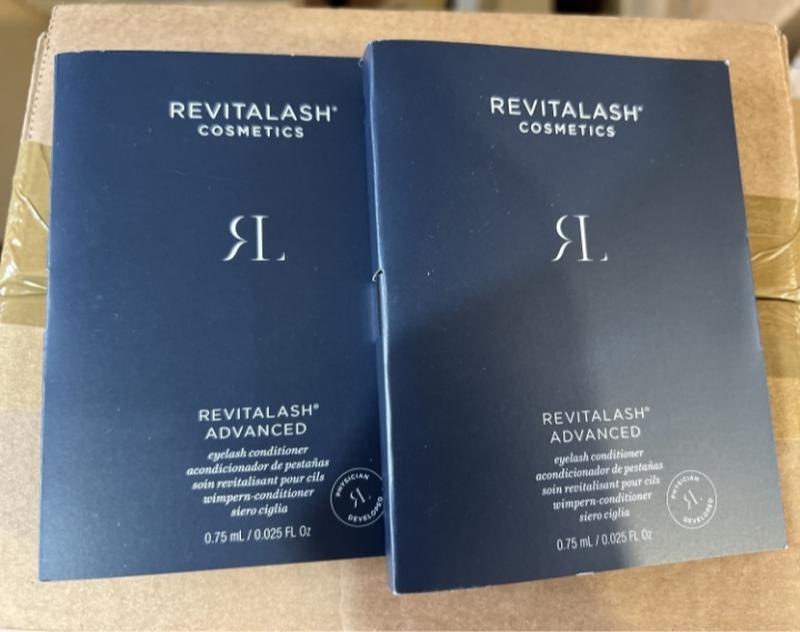 REVITALASH®
COSMETICS
RL
REVITALASH®
ADVANCED
eyelash conditioner
acondicionador de pestañas
soin revitalisant pour cils
wimpern-conditioner
siero ciglia
PHYSICIAN
RL
DEVELOPED
0.75 mL / 0.025 FL Oz
REVITALASH®
COSMETICS
RL
REVITALASH®
ADVANCED
eyelash conditioner
acondicionador de pestañas
soin revitalisant pour cils
wimpern-conditioner
siero ciglia
PHYSICIAN
RL
DEVELOPED
0.75 mL / 0.025 FL Oz